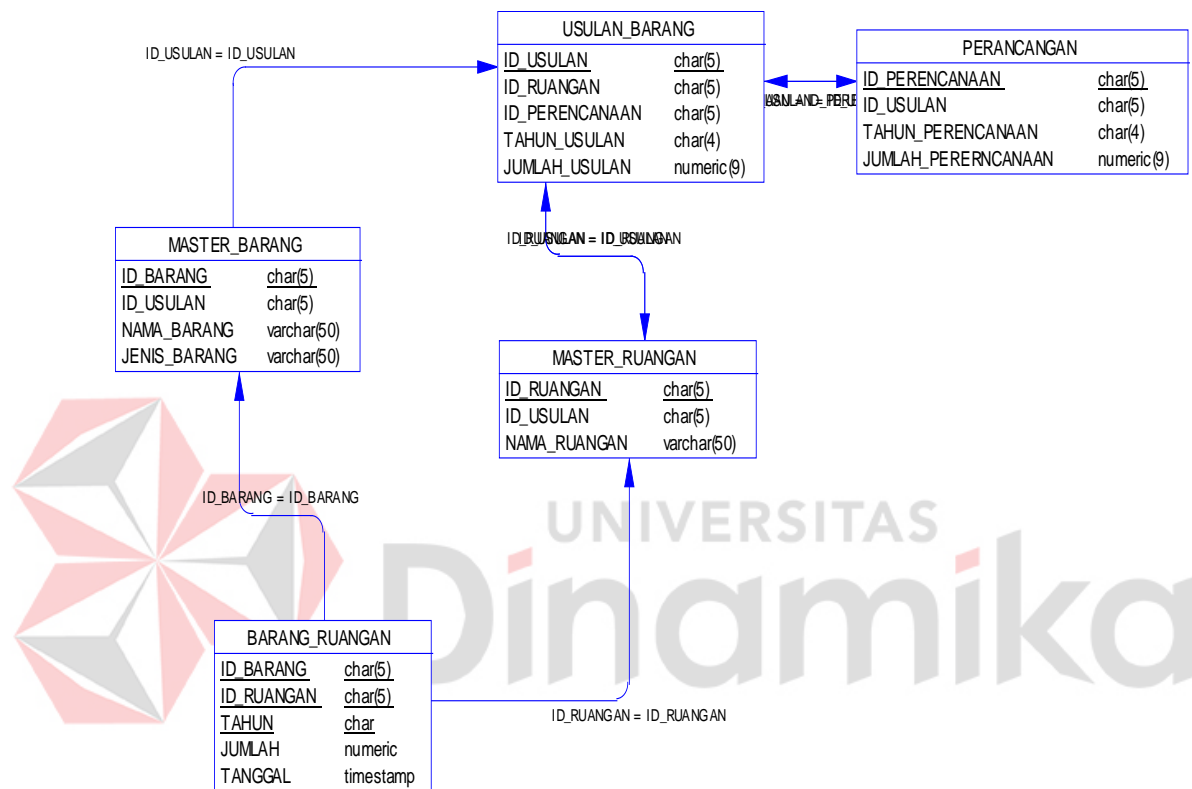 USULAN_BARANG
ID_USULAN char(5)
ID_RUANGAN char(5)
ID_PERENCANAAN char(5)
TAHUN_USULAN char(4)
JUMLAH_USULAN numeric(9)
PERANCANGAN
ID_PERENCANAAN char(5)
ID_USULAN char(5)
TAHUN_PERENCANAAN char(4)
JUMLAH_PERERNCANAAN numeric(9)
ID_USULAN = ID_USULAN
MASTER_BARANG
ID_BARANG char(5)
ID_USULAN char(5)
NAMA_BARANG varchar(50)
JENIS_BARANG varchar(50)
MASTER_RUANGAN
ID_RUANGAN char(5)
ID_USULAN char(5)
NAMA_RUANGAN varchar(50)
ID_BARANG = ID_BARANG
UNIVERSITAS
Dinamika
BARANG_RUANGAN
ID_BARANG char(5)
ID_RUANGAN char(5)
TAHUN char
JUMLAH numeric
TANGGAL timestamp
ID_RUANGAN = ID_RUANGAN